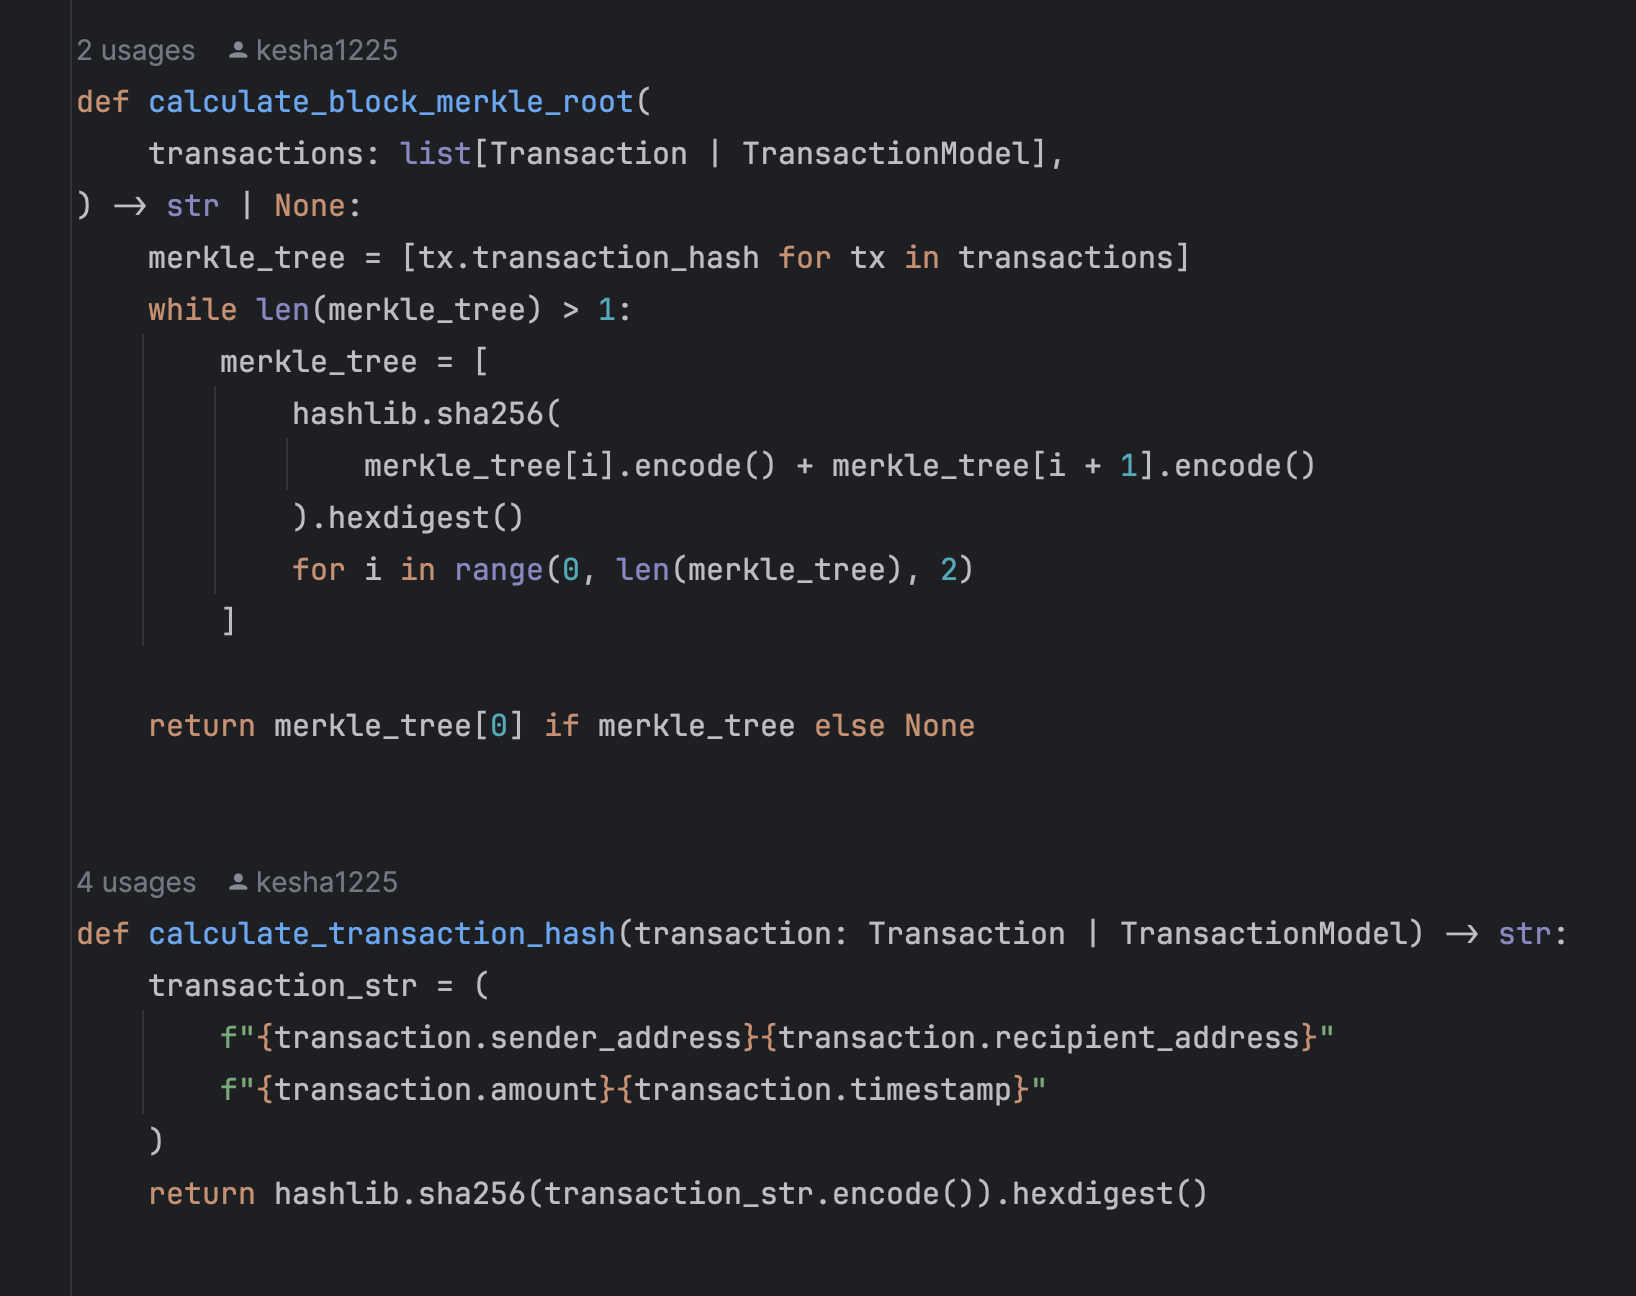 2 usages kesha1225
def calculate_block_merkle_root(
    transactions: list[Transaction | TransactionModel],
) -> str | None:
    merkle_tree = [tx.transaction_hash for tx in transactions]
    while len(merkle_tree) > 1:
        merkle_tree = [
            hashlib.sha256(
                merkle_tree[i].encode() + merkle_tree[i + 1].encode()
            ).hexdigest()
            for i in range(0, len(merkle_tree), 2)
        ]
    return merkle_tree[0] if merkle_tree else None
4 usages kesha1225
def calculate_transaction_hash(transaction: Transaction | TransactionModel) -> str:
    transaction_str = (
        f"{transaction.sender_address}{transaction.recipient_address}"
        f"{transaction.amount}{transaction.timestamp}"
    )
    return hashlib.sha256(transaction_str.encode()).hexdigest()